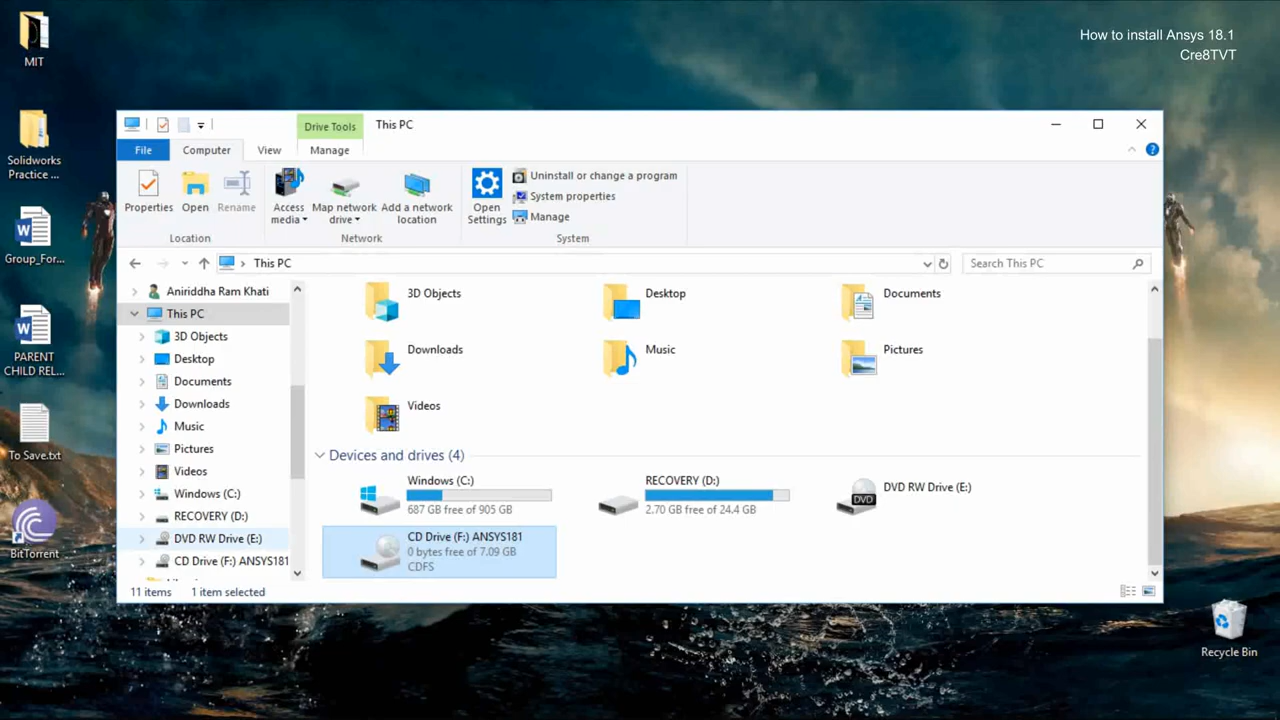 How to install Ansys 18.1
Cre8TVT
MIT
Solidworks
Practice ...
Group_For...
PARENT
CHILD REL...
To Save.txt
BitTorrent
Recycle Bin
Drive Tools
This PC
File
Computer
View
Manage
Properties
Open
Rename
Location
Access
media
Map network
drive
Add a network
location
Network
Open
Settings
Uninstall or change a program
System properties
Manage
System
This PC
Search This PC
Aniriddha Ram Khati
This PC
3D Objects
Desktop
Documents
Downloads
Music
Pictures
Videos
Windows (C:)
RECOVERY (D:)
DVD RW Drive (E:)
CD Drive (F:) ANSYS181
3D Objects
Desktop
Documents
Downloads
Music
Pictures
Videos
Devices and drives (4)
Windows (C:)
687 GB free of 905 GB
RECOVERY (D:)
2.70 GB free of 24.4 GB
DVD
DVD RW Drive (E:)
CD Drive (F:) ANSYS181
0 bytes free of 7.09 GB
CDFS
11 items
1 item selected